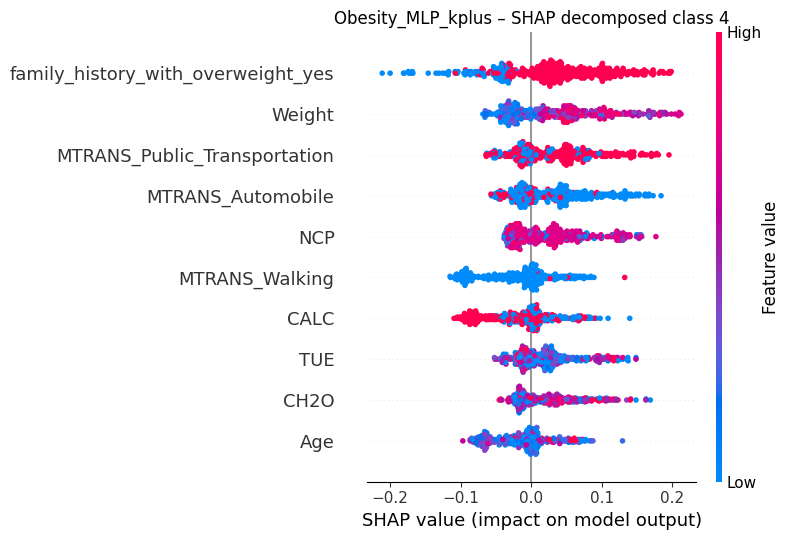 Obesity_MLP_kplus – SHAP decomposed class 4
High
family_history_with_overweight_yes
Weight
MTRANS_Public_Transportation
MTRANS_Automobile
NCP
MTRANS_Walking
CALC
TUE
CH2O
Age
Feature value
Low
−0.2 −0.1 0.0 0.1 0.2
SHAP value (impact on model output)